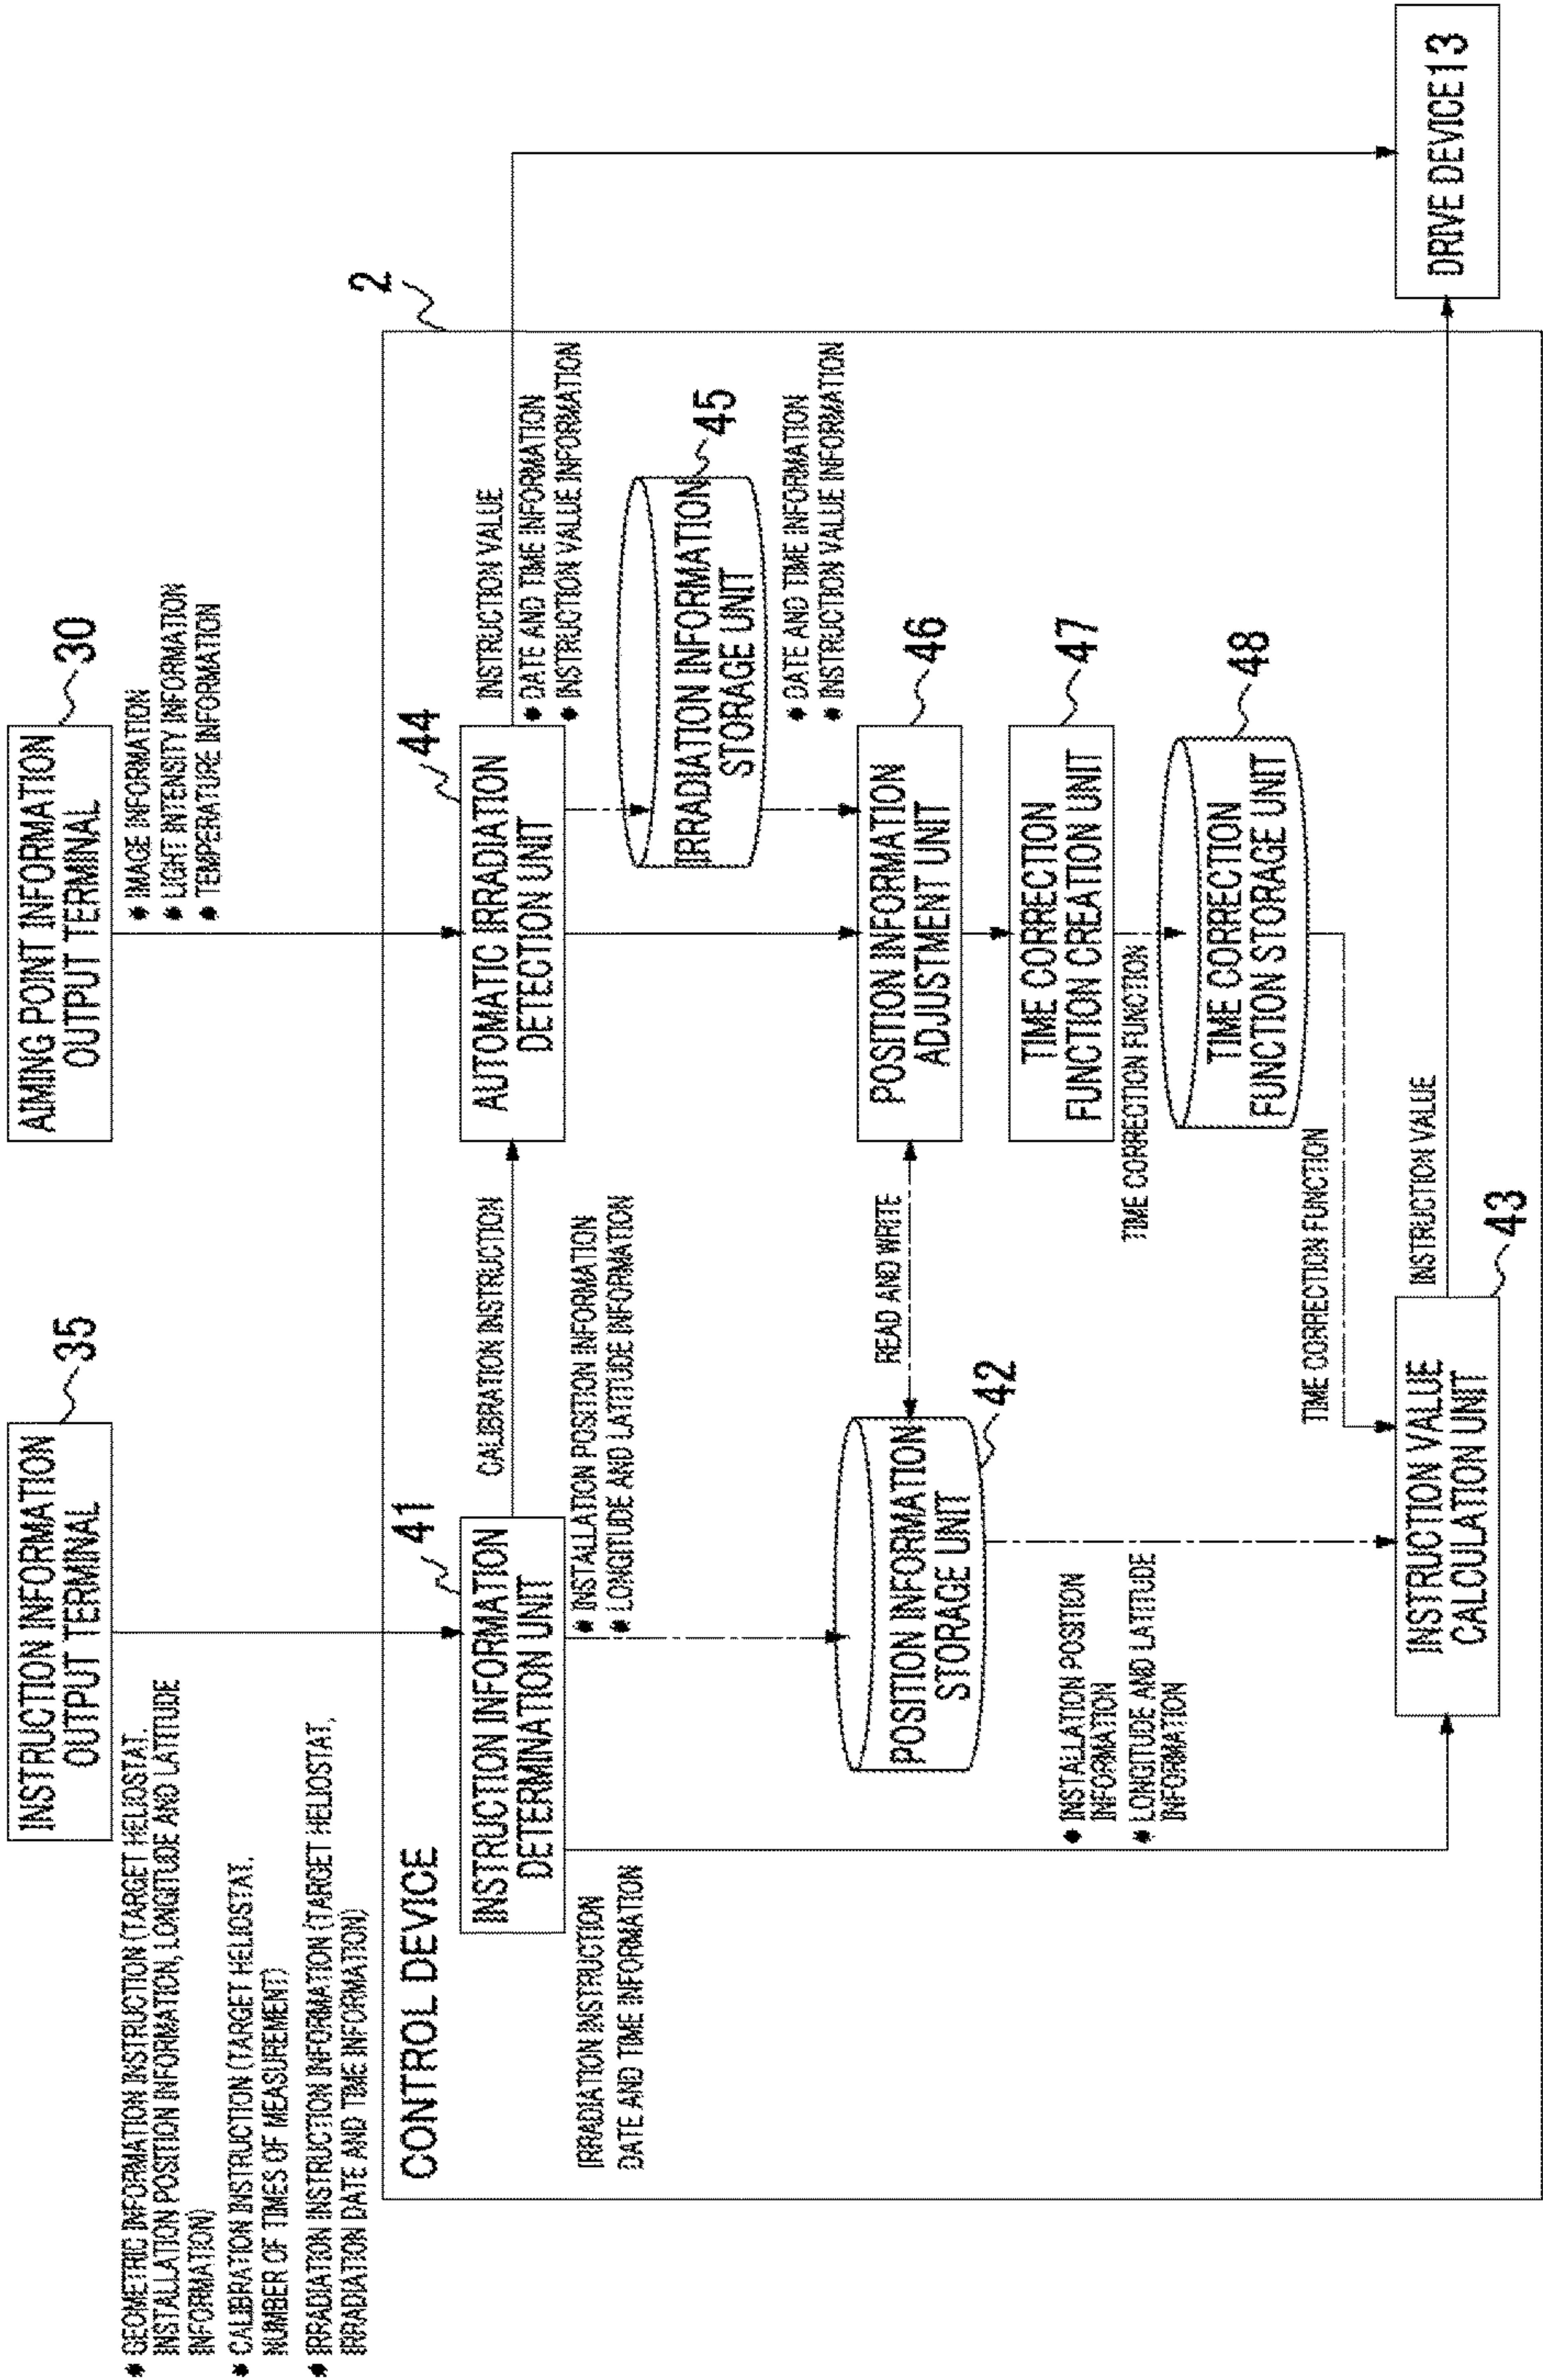 INSTRUCTION INFORMATION
OUTPUT TERMINAL
35
AIMING POINT INFORMATION
OUTPUT TERMINAL
30
● GEOMETRIC INFORMATION INSTRUCTION (TARGET HELIOSTAT,
INSTALLATION POSITION INFORMATION, LONGITUDE AND LATITUDE
INFORMATION)
● CALIBRATION INSTRUCTION (TARGET HELIOSTAT,
NUMBER OF TIMES OF MEASUREMENT)
● IRRADIATION INSTRUCTION INFORMATION (TARGET HELIOSTAT,
IRRADIATION DATE AND TIME INFORMATION)
● IMAGE INFORMATION
● LIGHT INTENSITY INFORMATION
● TEMPERATURE INFORMATION
2
CONTROL DEVICE
41
INSTRUCTION INFORMATION
DETERMINATION UNIT
CALIBRATION INSTRUCTION
44
AUTOMATIC IRRADIATION
DETECTION UNIT
INSTRUCTION VALUE
● DATE AND TIME INFORMATION
● INSTRUCTION VALUE INFORMATION
IRRADIATION INSTRUCTION
DATE AND TIME INFORMATION
● INSTALLATION POSITION INFORMATION
● LONGITUDE AND LATITUDE INFORMATION
IRRADIATION INFORMATION
STORAGE UNIT
45
● DATE AND TIME INFORMATION
● INSTRUCTION VALUE INFORMATION
POSITION INFORMATION
STORAGE UNIT
42
READ AND WRITE
POSITION INFORMATION
ADJUSTMENT UNIT
46
TIME CORRECTION
FUNCTION CREATION UNIT
47
TIME CORRECTION FUNCTION
TIME CORRECTION
FUNCTION STORAGE UNIT
48
● INSTALLATION POSITION
INFORMATION
● LONGITUDE AND LATITUDE
INFORMATION
TIME CORRECTION FUNCTION
INSTRUCTION VALUE
CALCULATION UNIT
43
INSTRUCTION VALUE
DRIVE DEVICE13